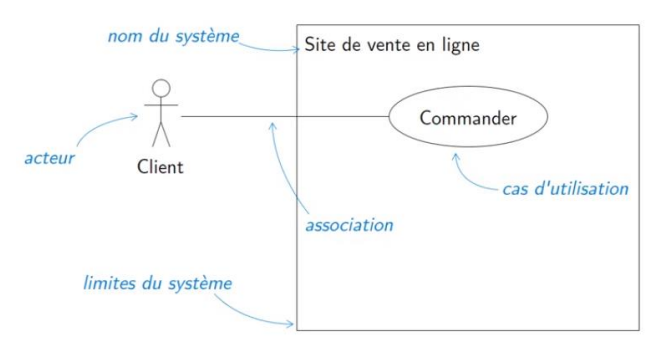 nom du système
Site de vente en ligne
Commander
acteur
Client
cas d'utilisation
association
limites du système